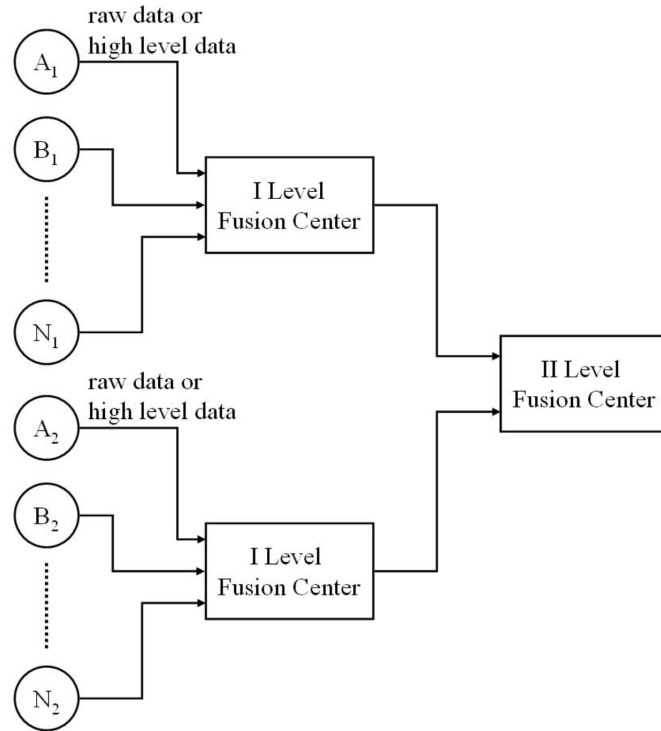 raw data or
high level data
A₁
B₁
I Level
Fusion Center
N₁
II Level
Fusion Center
raw data or
high level data
A₂
B₂
I Level
Fusion Center
N₂